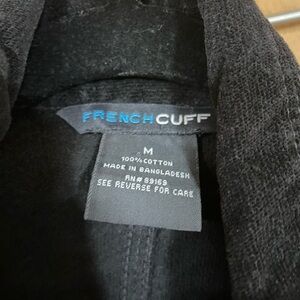 FRENCHCUFF
M
100% COTTON
MADE IN BANGLADESH
RN# 89169
SEE REVERSE FOR CARE